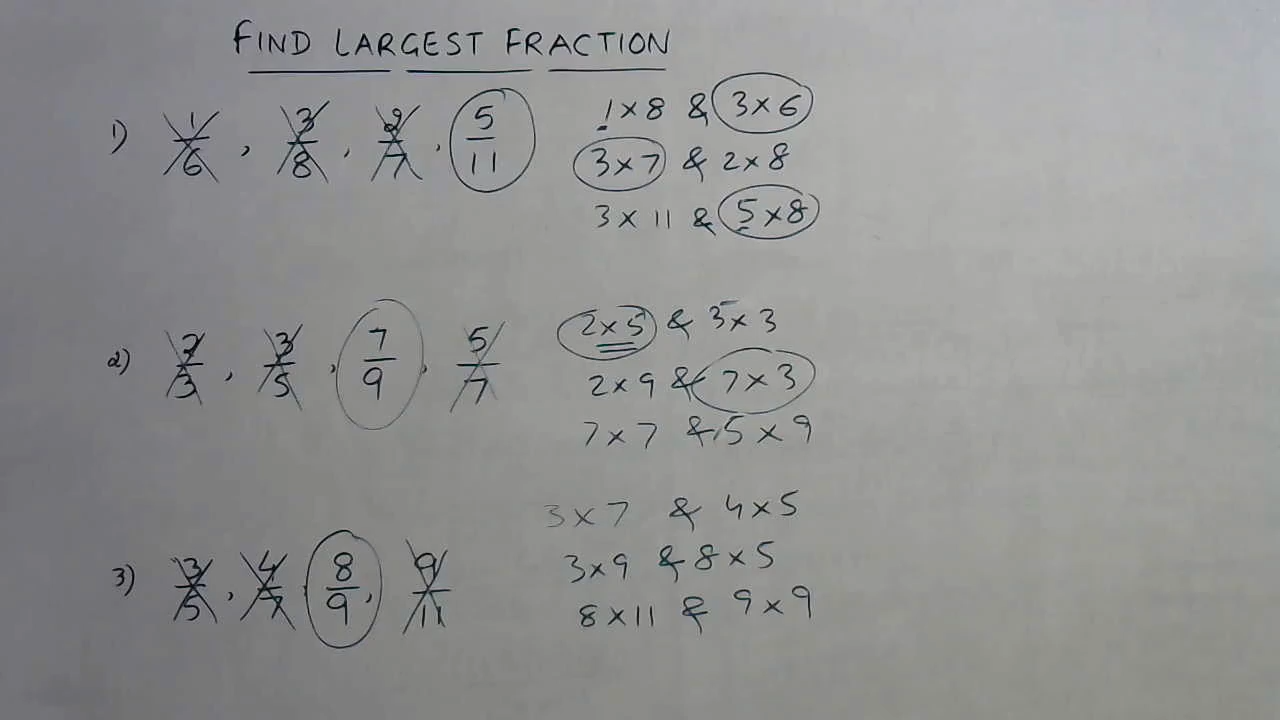 FIND LARGEST FRACTION
1) 1/6, 3/8, 2/7, 5/11
1×8 & 3×6
3×7 & 2×8
3×11 & 5×8
2) 2/3, 3/5, 7/9, 5/7
2×5 & 3×3
2×9 & 7×3
7×7 & 5×9
3) 3/5, 4/7, 8/9, 9/11
3×7 & 4×5
3×9 & 8×5
8×11 & 9×9